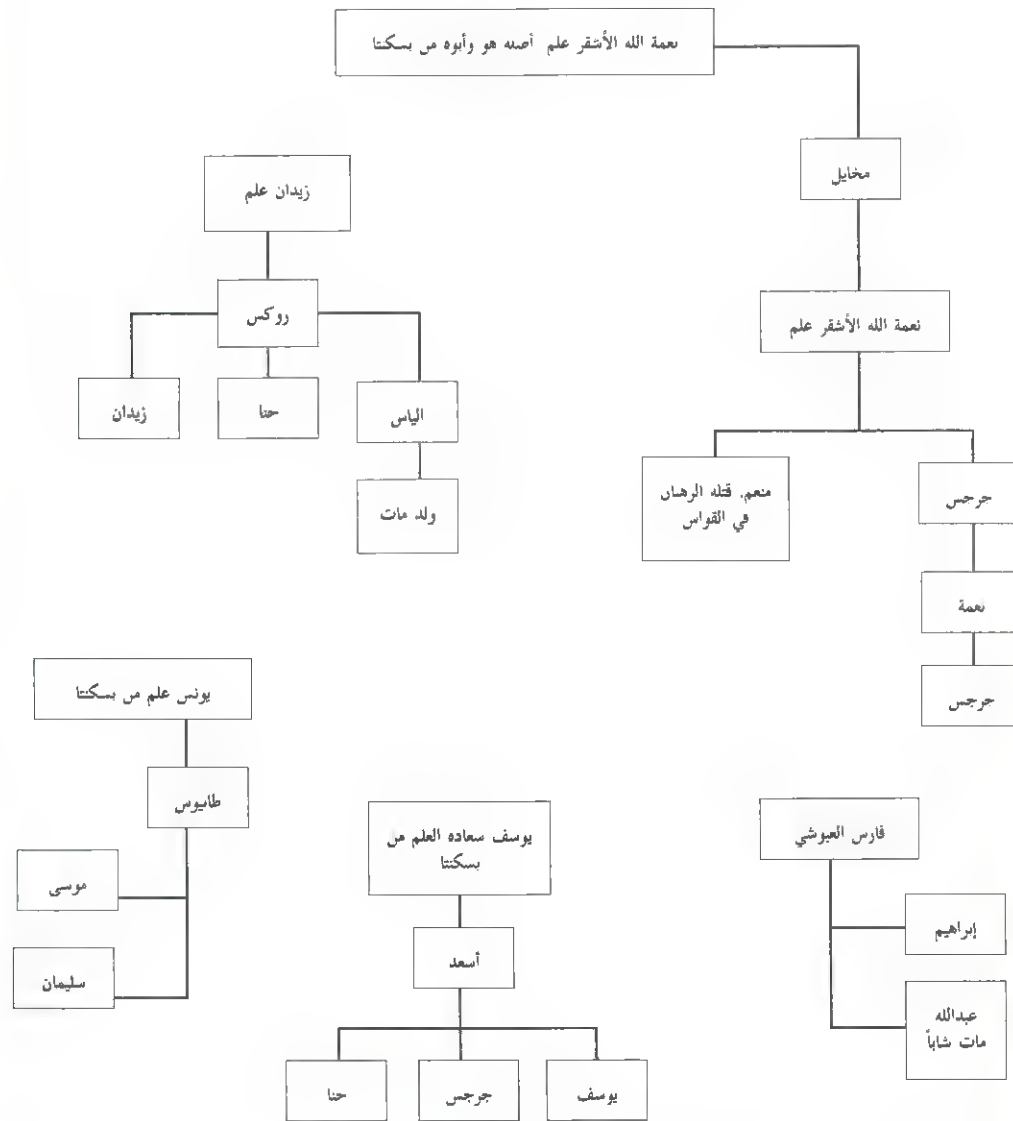 نعمة الله الأشقر علم أصله هو وأبوه من بسكنتا
مخايل
نعمة الله الأشقر علم
جرجس
منعم، قتله الرهبان
في القواس
نعمة
جرجس
زيدان علم
روكس
الياس
حنا
زيدان
ولد مات
فارس العبوشي
إبراهيم
عبدالله
مات شاباً
يوسف سعاده العلم من
بسكنتا
أسعد
يوسف
جرجس
حنا
يونس علم من بسكنتا
طانيوس
موسى
سليمان